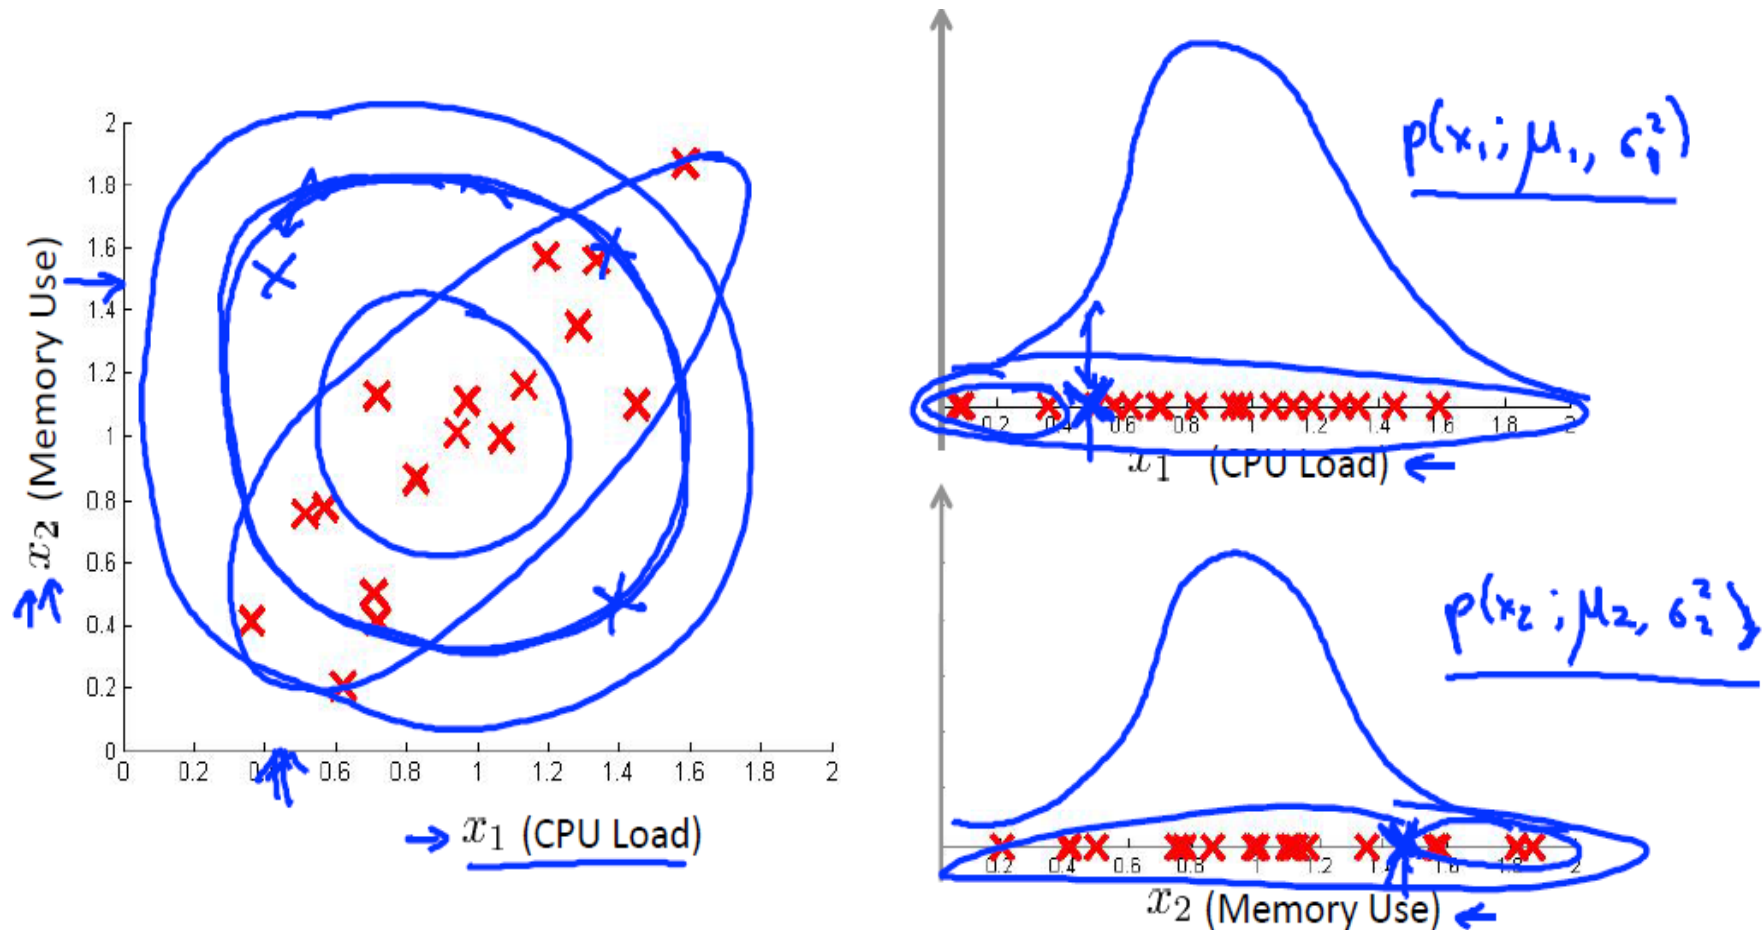 2
1.8
1.6
1.4
1.2
1
0.8
0.6
0.4
0.2
0
x2 (Memory Use)
0 0.2 0.6 0.8 1 1.2 1.4 1.6 1.8 2
x1 (CPU Load)
p(x1; μ1, σ1²)
0.2 0.4 0.6 0.8 1 1.2 1.4 1.6 1.8 2
x1 (CPU Load)
p(x2; μ2, σ2²)
0.2 0.4 0.6 0.8 1 1.2 1.6 1.8 2
x2 (Memory Use)